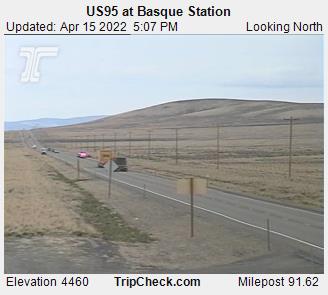 US95 at Basque Station
Updated: Apr 15 2022 5:07 PM Looking North
Elevation 4460 TripCheck.com Milepost 91.62